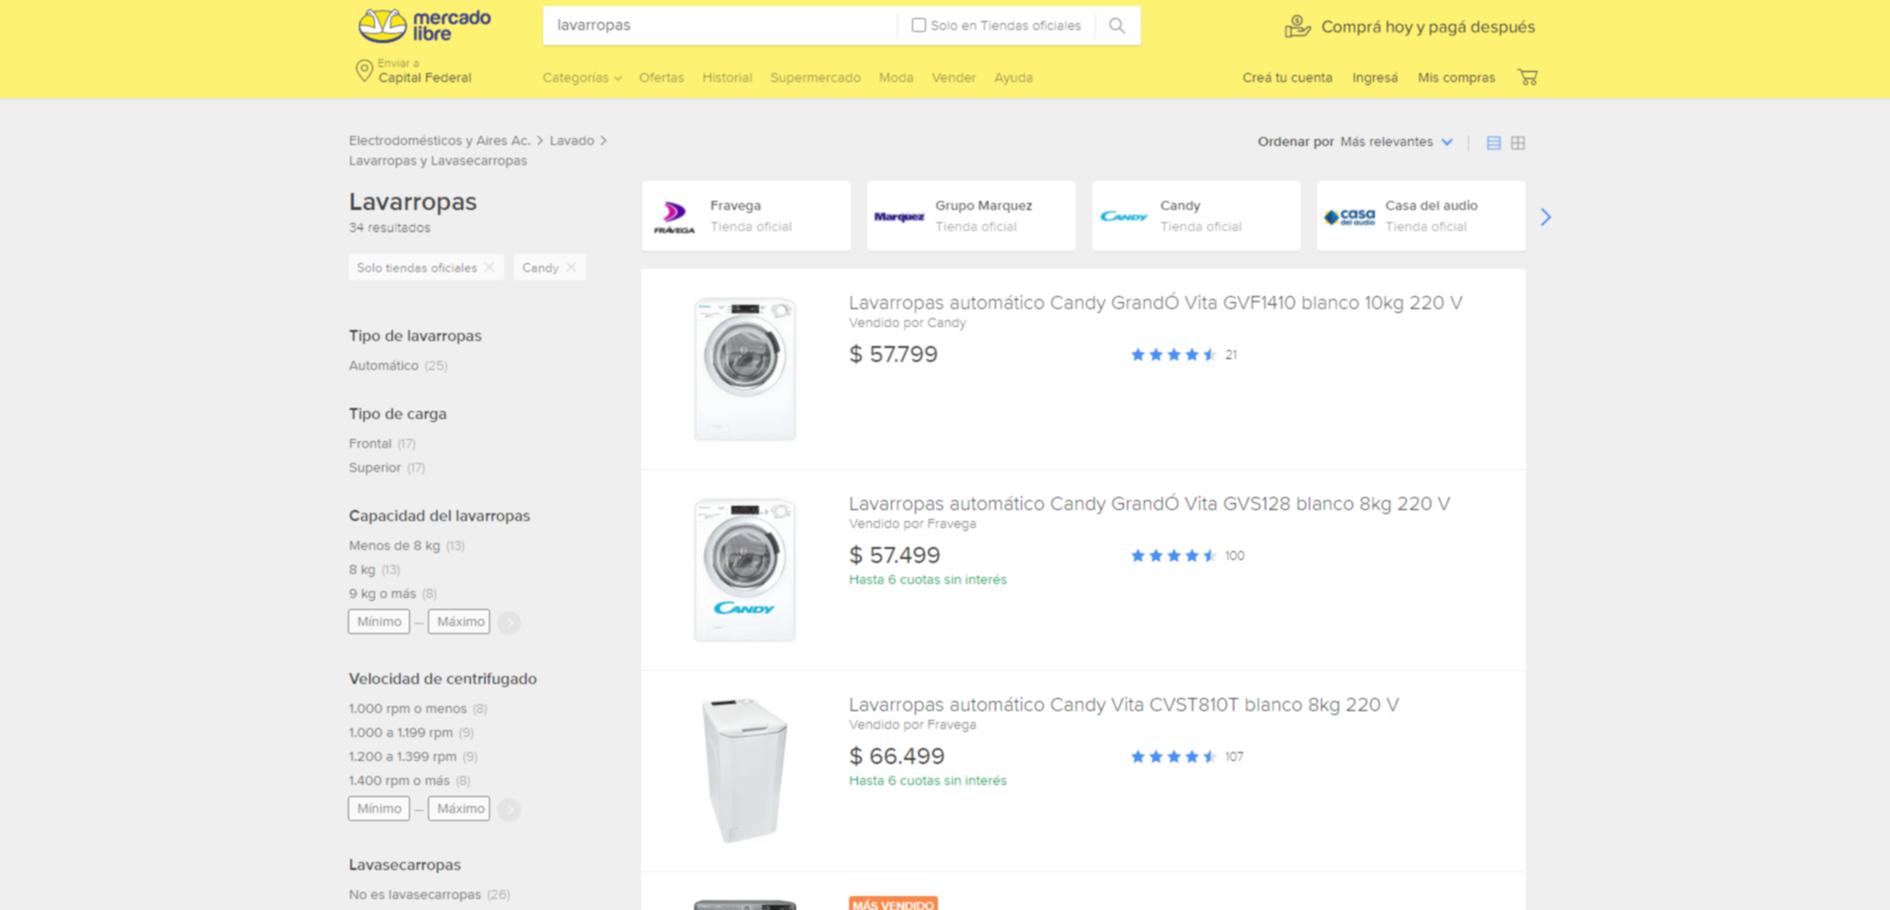 mercado
libre
lavarropas
Solo en Tiendas oficiales
Comprá hoy y pagá después
Enviar a
Capital Federal
Categorías
Ofertas
Historial
Supermercado
Moda
Vender
Ayuda
Creá tu cuenta
Ingresá
Mis compras
Electrodomésticos y Aires Ac. > Lavado >
Lavarropas y Lavasecarropas
Ordenar por Más relevantes
Lavarropas
34 resultados
Solo tiendas oficiales
Candy
Tipo de lavarropas
Automático (25)
Tipo de carga
Frontal (17)
Superior (17)
Capacidad del lavarropas
Menos de 8 kg (13)
8 kg (13)
9 kg o más (8)
Mínimo – Máximo
Velocidad de centrifugado
1.000 rpm o menos (8)
1.000 a 1.199 rpm (9)
1.200 a 1.399 rpm (9)
1.400 rpm o más (8)
Mínimo – Máximo
Lavasecarropas
No es lavasecarropas (26)
FRÁVEGA
Fravega
Tienda oficial
Marquez
Grupo Marquez
Tienda oficial
CANDY
Candy
Tienda oficial
casa
del audio
Casa del audio
Tienda oficial
Lavarropas automático Candy GrandÓ Vita GVF1410 blanco 10kg 220 V
Vendido por Candy
$ 57.799
21
Lavarropas automático Candy GrandÓ Vita GVS128 blanco 8kg 220 V
Vendido por Fravega
$ 57.499
100
Hasta 6 cuotas sin interés
CANDY
Lavarropas automático Candy Vita CVST810T blanco 8kg 220 V
Vendido por Fravega
$ 66.499
107
Hasta 6 cuotas sin interés
MÁS VENDIDO